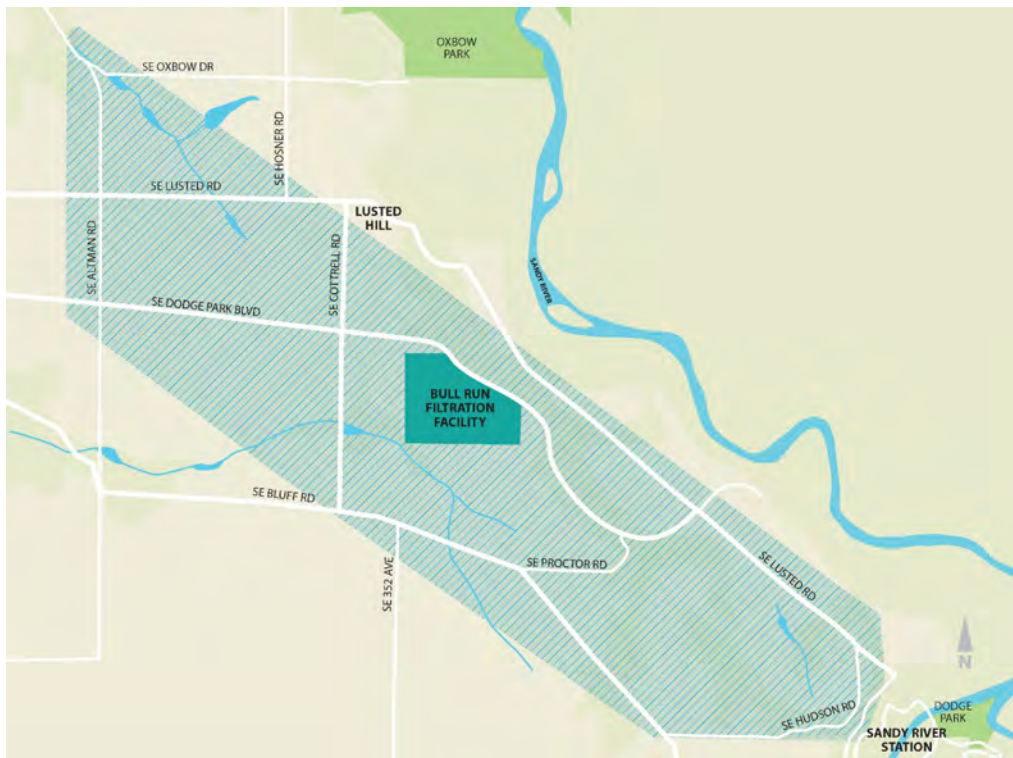 OXBOW
PARK
SE OXBOW DR
SE HOSNER RD
SE LUSTED RD
LUSTED
HILL
SE ALTMAN RD
SE COTTRELL RD
SANDY RIVER
SE DODGE PARK BLVD
BULL RUN
FILTRATION
FACILITY
SE BLUFF RD
SE PROCTOR RD
SE 352 AVE
SE LUSTED RD
N
SE HUDSON RD
DODGE
PARK
SANDY RIVER
STATION